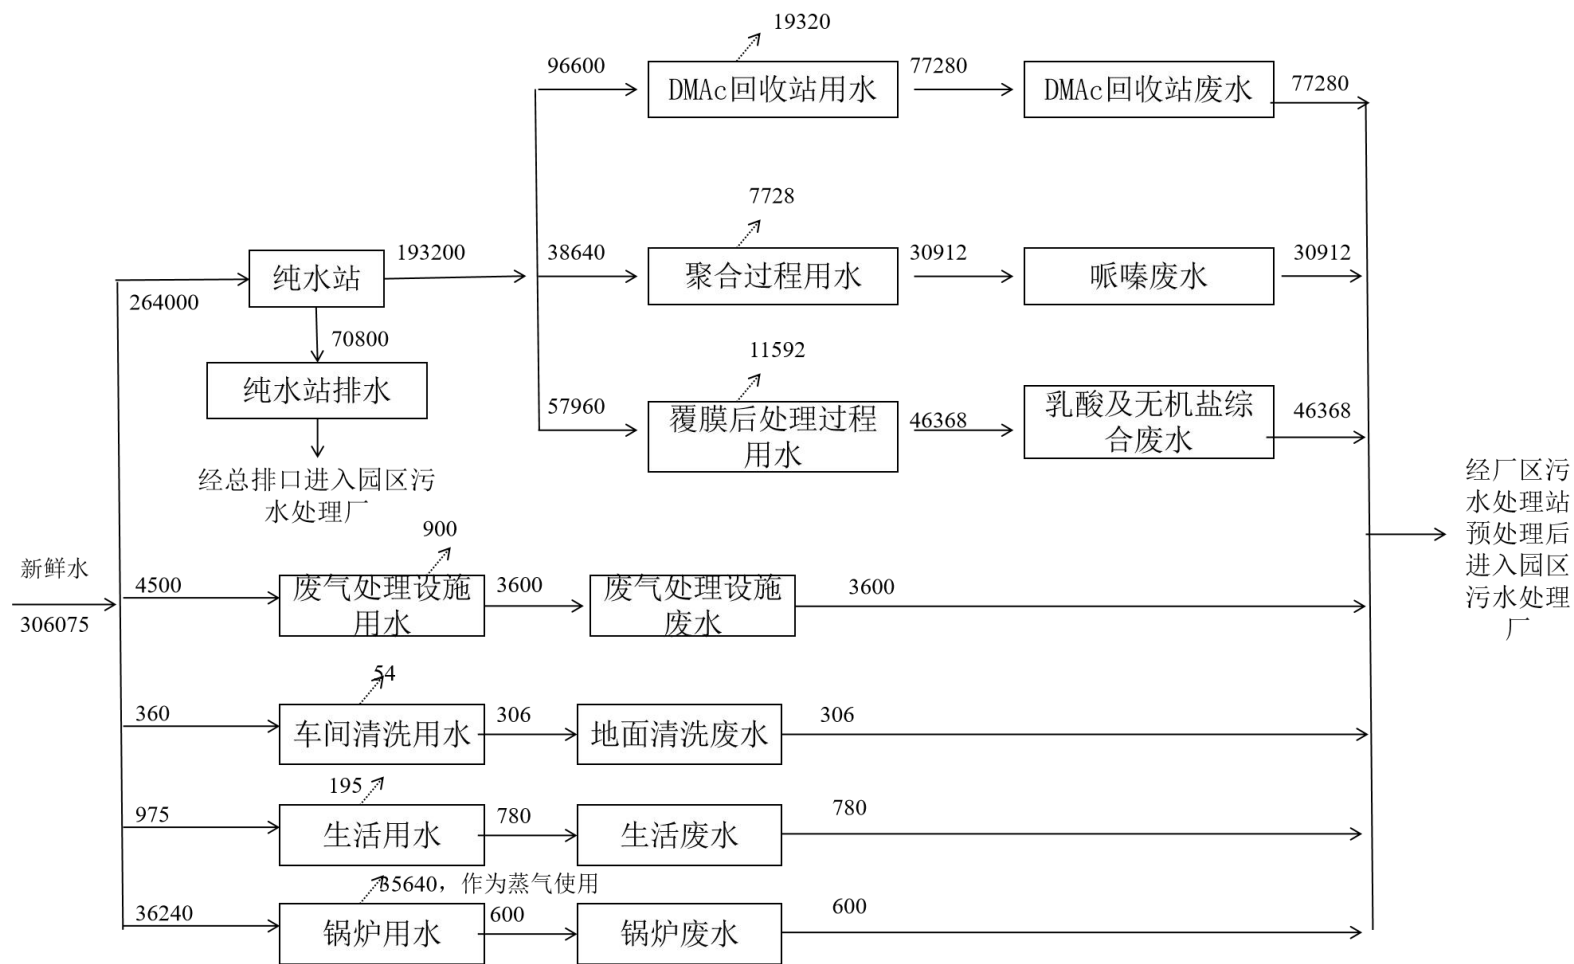 19320
96600
DMAc回收站用水
77280
DMAc回收站废水
77280
7728
193200
38640
聚合过程用水
30912
哌嗪废水
30912
纯水站
264000
70800
纯水站排水
经总排口进入园区污
水处理厂
11592
57960
覆膜后处理过程
用水
46368
乳酸及无机盐综
合废水
46368
经厂区污
水处理站
预处理后
进入园区
污水处理
厂
新鲜水
306075
900
4500
废气处理设施
用水
3600
废气处理设施
废水
3600
54
360
车间清洗用水
306
地面清洗废水
306
195
975
生活用水
780
生活废水
780
35640，作为蒸气使用
36240
锅炉用水
600
锅炉废水
600